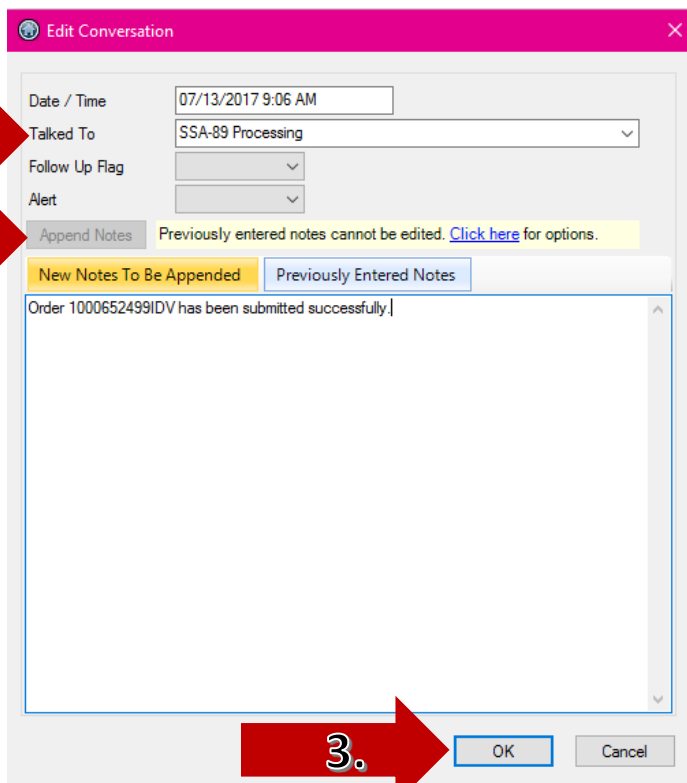 Edit Conversation
Date / Time 07/13/2017 9:06 AM
Talked To SSA-89 Processing
Follow Up Flag
Alert
Append Notes Previously entered notes cannot be edited. Click here for options.
New Notes To Be Appended Previously Entered Notes
Order 1000652499IDV has been submitted successfully.
3. OK Cancel